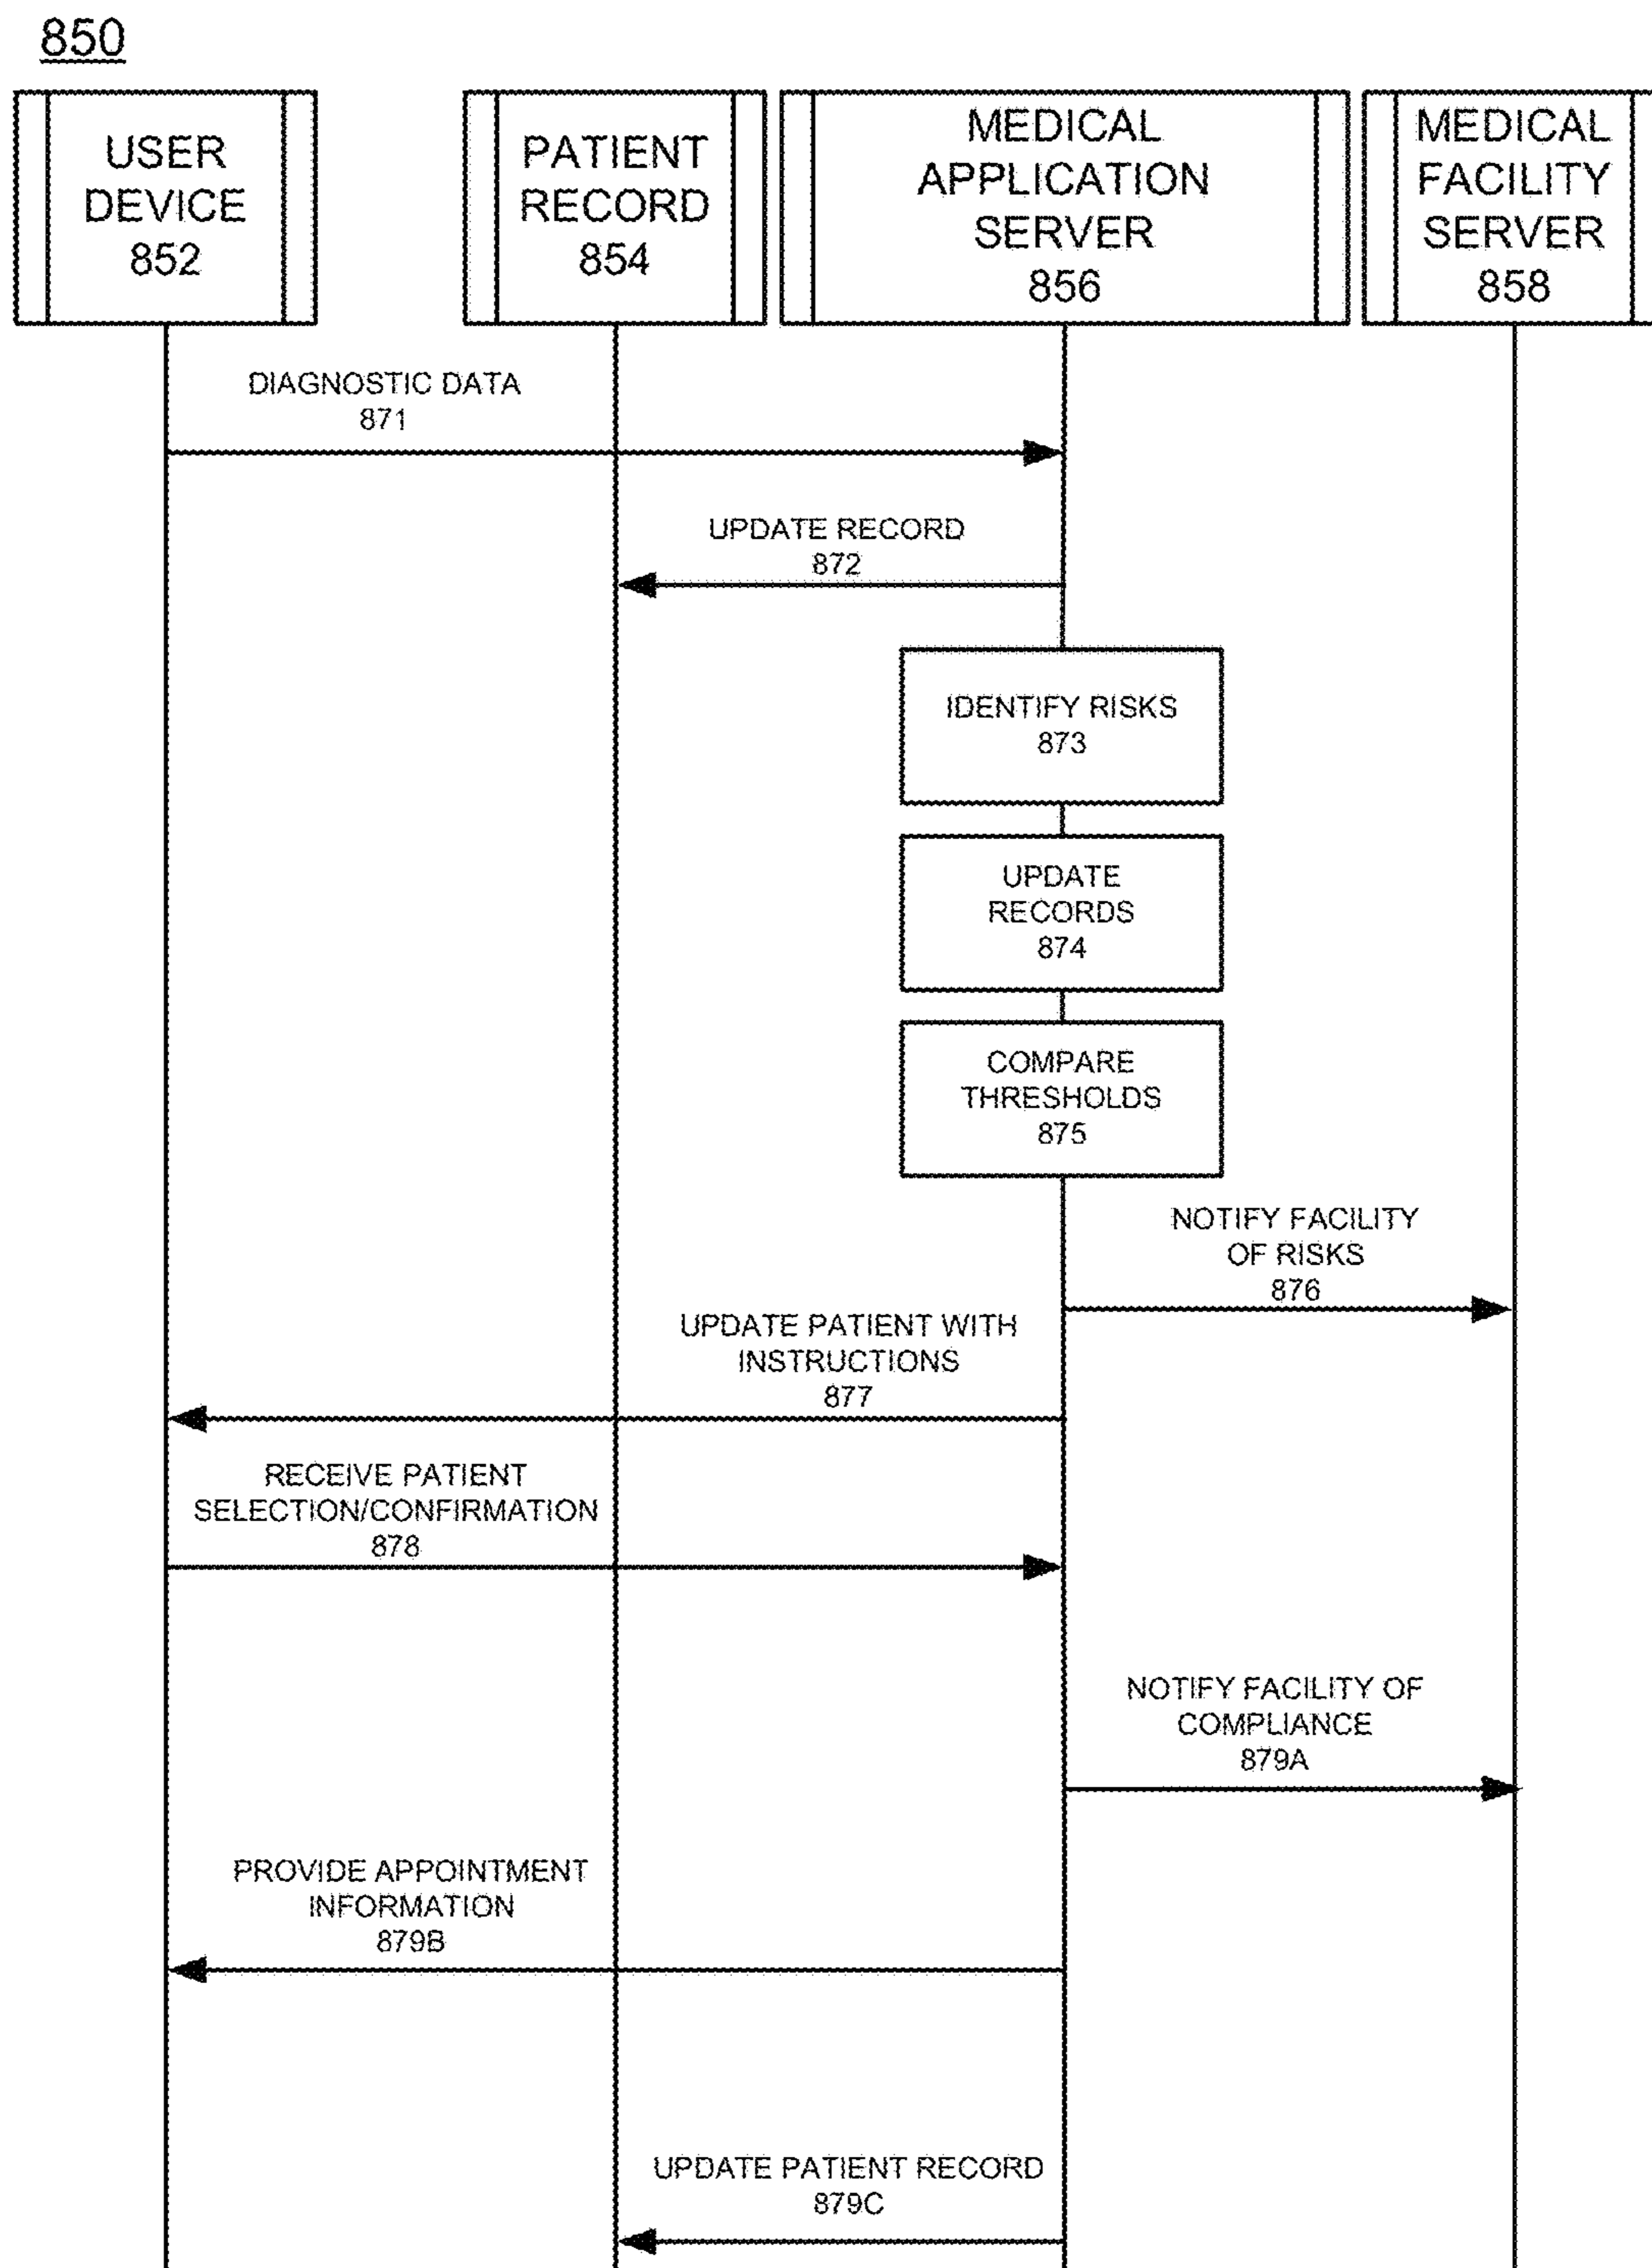 850
USER
DEVICE
852
PATIENT
RECORD
854
MEDICAL
APPLICATION
SERVER
856
MEDICAL
FACILITY
SERVER
858
DIAGNOSTIC DATA
871
UPDATE RECORD
872
IDENTIFY RISKS
873
UPDATE
RECORDS
874
COMPARE
THRESHOLDS
875
NOTIFY FACILITY
OF RISKS
876
UPDATE PATIENT WITH
INSTRUCTIONS
877
RECEIVE PATIENT
SELECTION/CONFIRMATION
878
NOTIFY FACILITY OF
COMPLIANCE
879A
PROVIDE APPOINTMENT
INFORMATION
879B
UPDATE PATIENT RECORD
879C